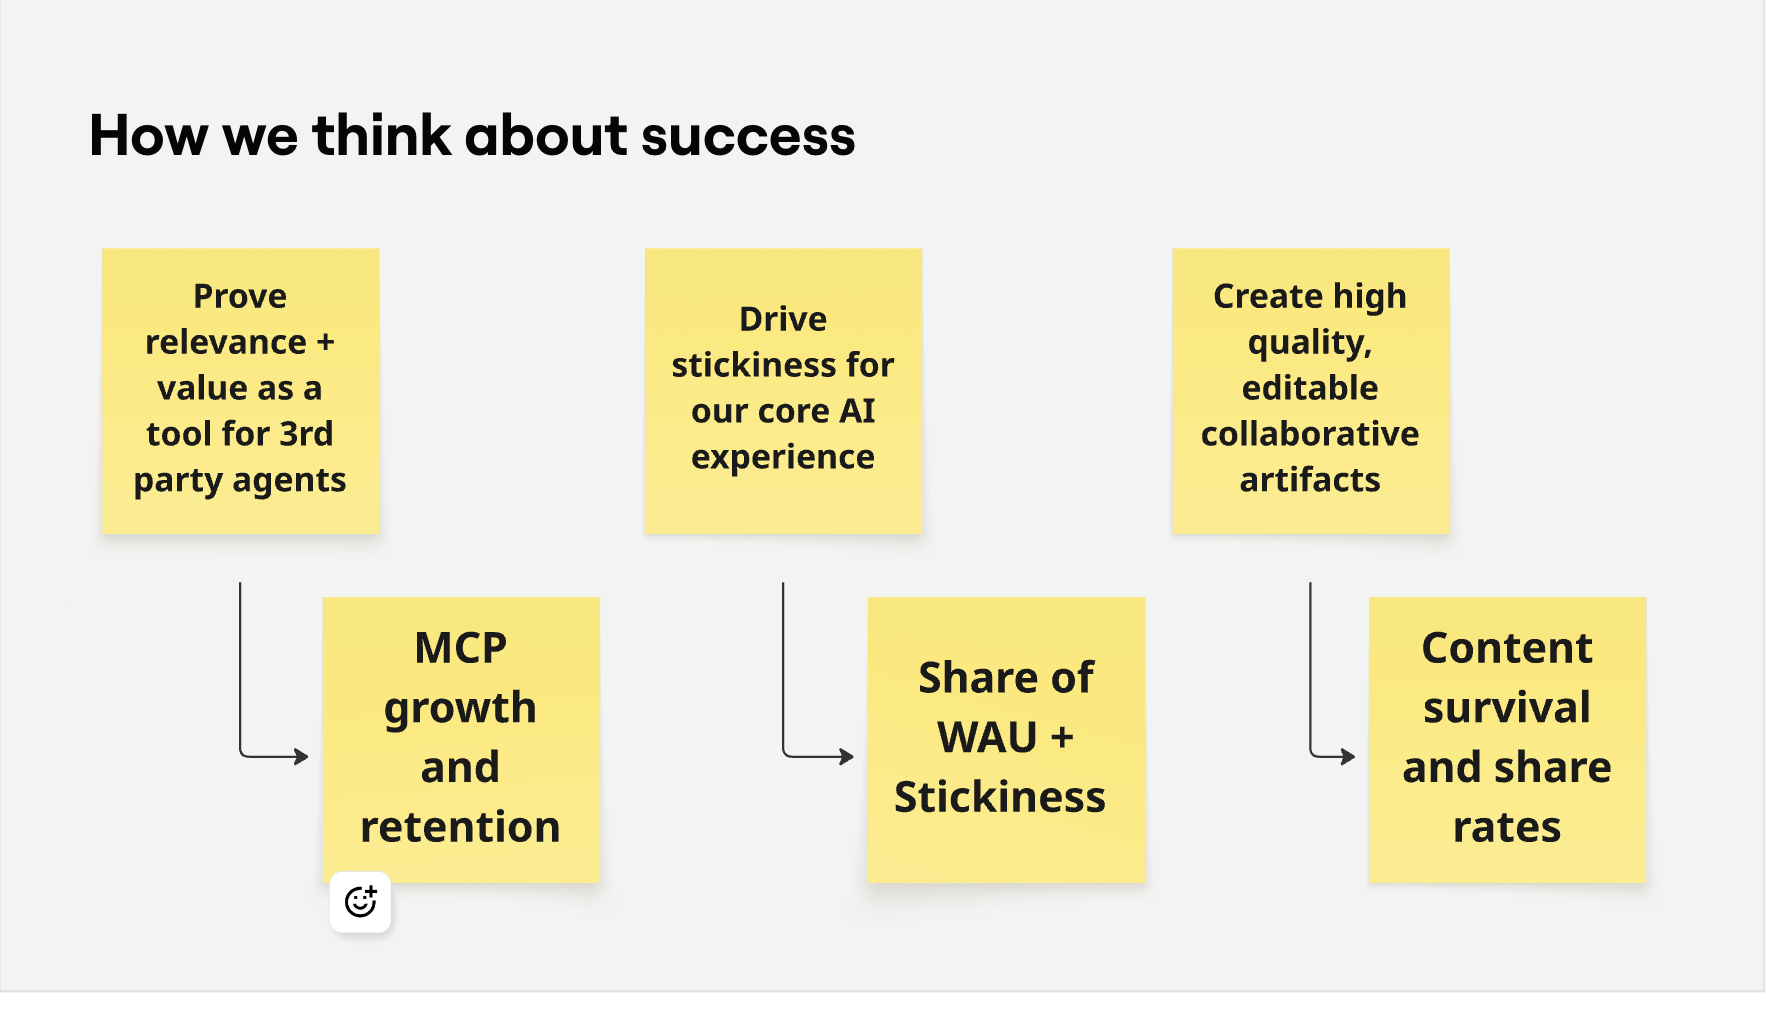 How we think about success
Prove
relevance +
value as a
tool for 3rd
party agents
Drive
stickiness for
our core AI
experience
Create high
quality,
editable
collaborative
artifacts
MCP
growth
and
retention
Share of
WAU +
Stickiness
Content
survival
and share
rates